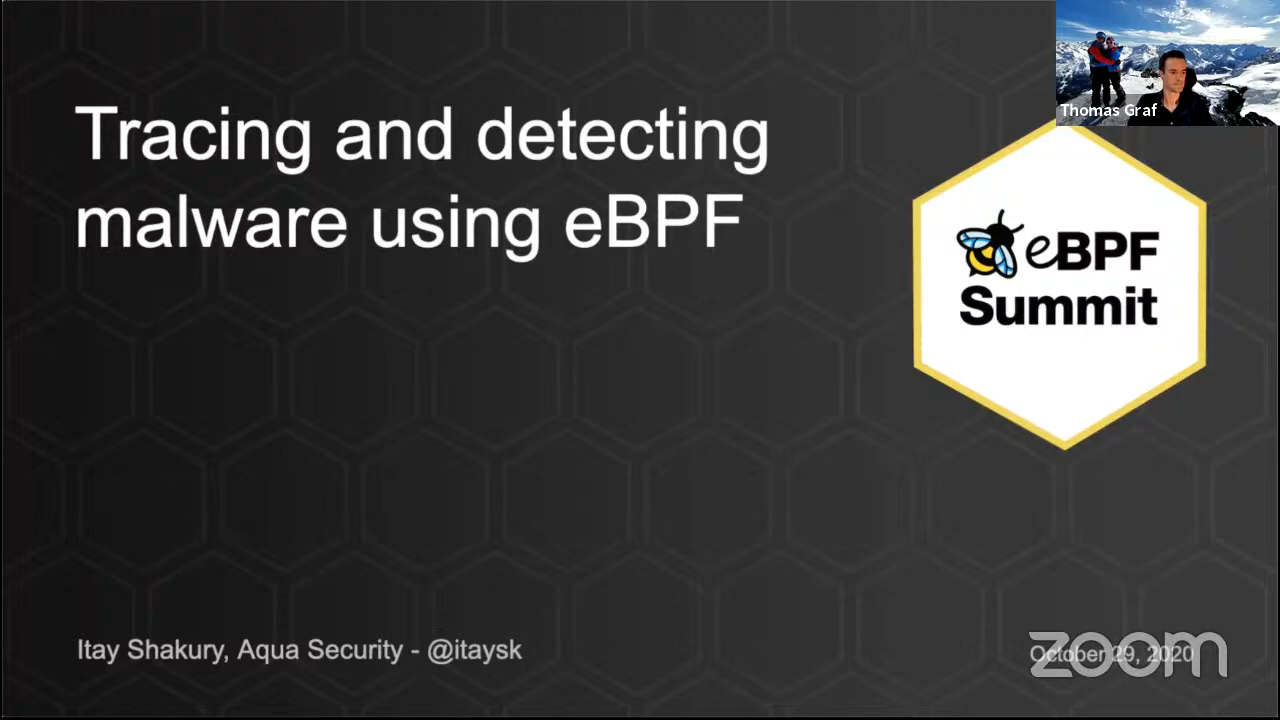 Thomas Graf
Tracing and detecting
malware using eBPF
eBPF
Summit
Itay Shakury, Aqua Security - @itaysk
October 29, 2020
zoom